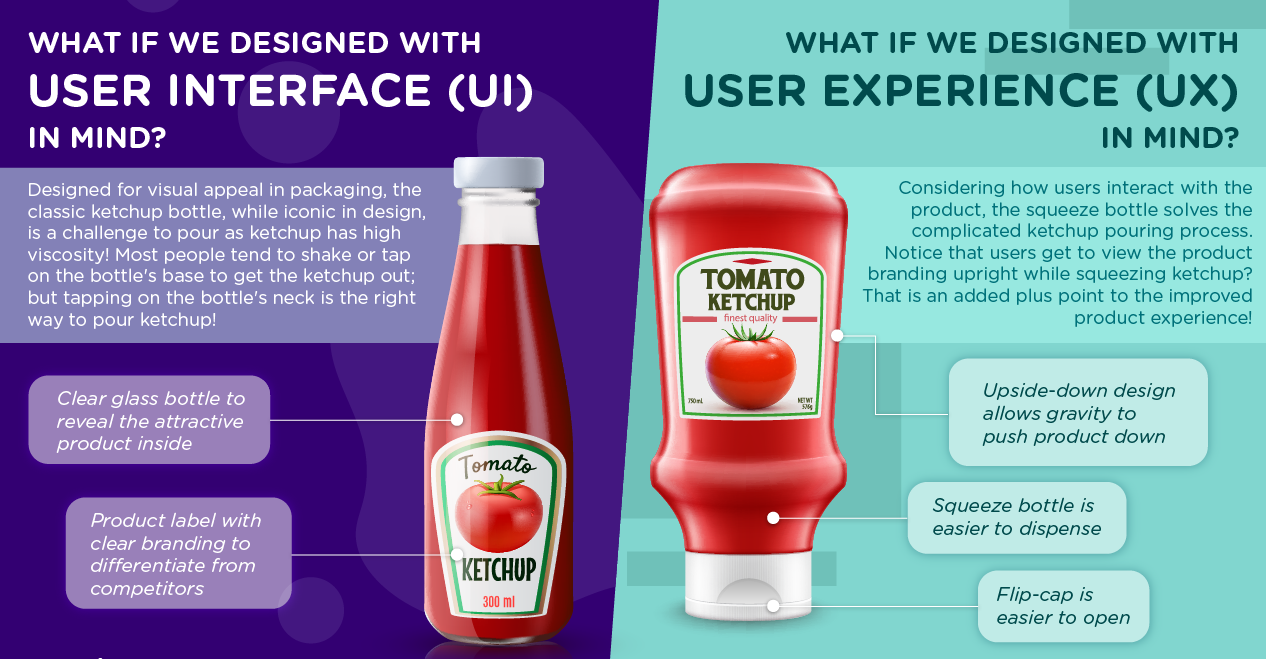 WHAT IF WE DESIGNED WITH
USER INTERFACE (UI)
IN MIND?
Designed for visual appeal in packaging, the
classic ketchup bottle, while iconic in design,
is a challenge to pour as ketchup has high
viscosity! Most people tend to shake or tap
on the bottle's base to get the ketchup out;
but tapping on the bottle's neck is the right
way to pour ketchup!
Clear glass bottle to
reveal the attractive
product inside
Product label with
clear branding to
differentiate from
competitors
Tomato
KETCHUP
300 ml
WHAT IF WE DESIGNED WITH
USER EXPERIENCE (UX)
IN MIND?
Considering how users interact with the
product, the squeeze bottle solves the
complicated ketchup pouring process.
Notice that users get to view the product
branding upright while squeezing ketchup?
That is an added plus point to the improved
product experience!
TOMATO
KETCHUP
finest quality
750 mL
NET WT
576g
Upside-down design
allows gravity to
push product down
Squeeze bottle is
easier to dispense
Flip-cap is
easier to open